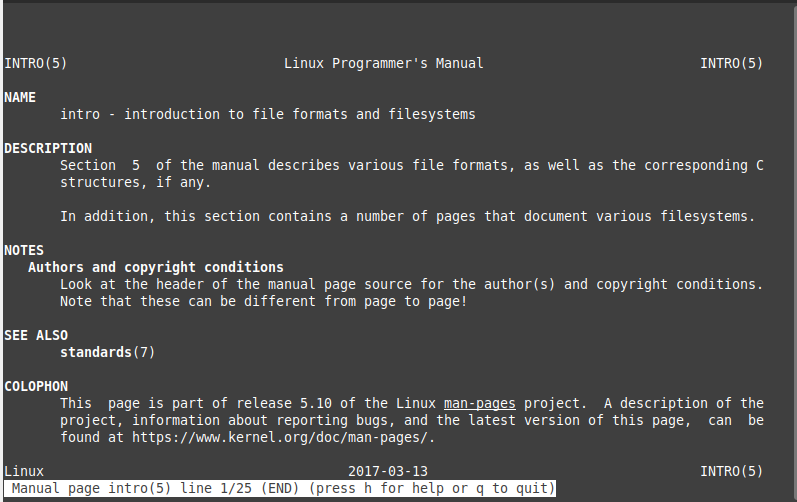 INTRO(5) Linux Programmer's Manual INTRO(5)
NAME
intro - introduction to file formats and filesystems
DESCRIPTION
Section  5  of the manual describes various file formats, as well as the corresponding C
structures, if any.
In addition, this section contains a number of pages that document various filesystems.
NOTES
Authors and copyright conditions
Look at the header of the manual page source for the author(s) and copyright conditions.
Note that these can be different from page to page!
SEE ALSO
standards(7)
COLOPHON
This  page is part of release 5.10 of the Linux man-pages project.  A description of the
project, information about reporting bugs, and the latest version of this page,  can  be
found at https://www.kernel.org/doc/man-pages/.
Linux 2017-03-13 INTRO(5)
Manual page intro(5) line 1/25 (END) (press h for help or q to quit)